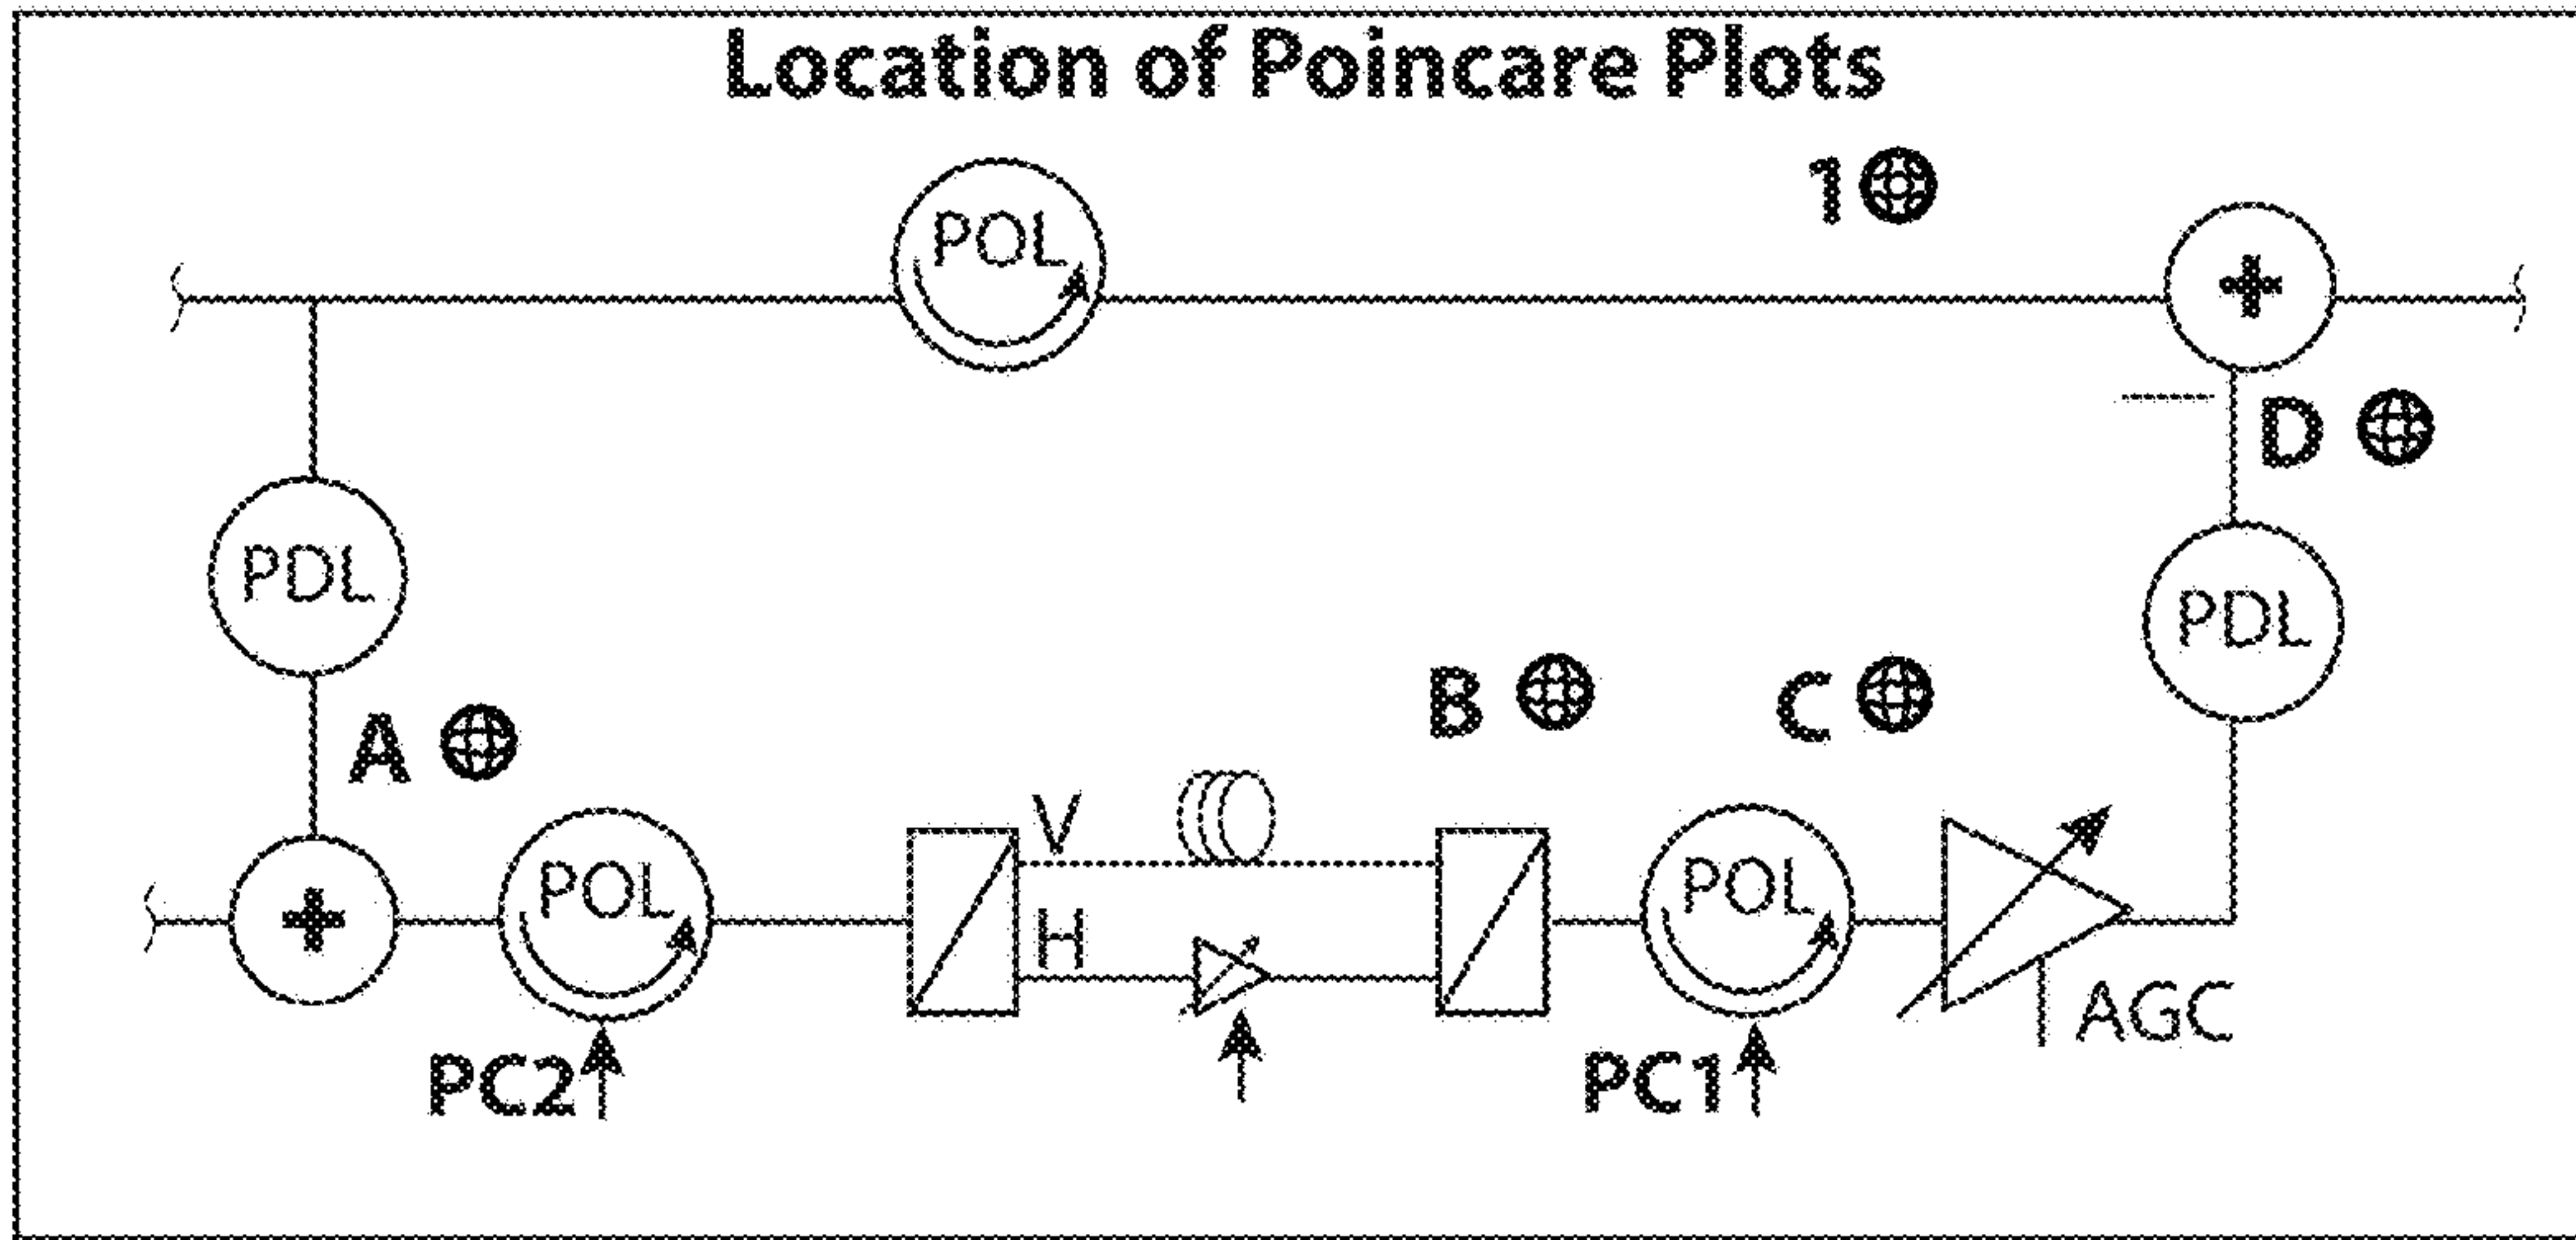 Location of Poincare Plots
1
POL
+
D
PDL
PDL
B
C
A
V
POL
POL
+
H
AGC
PC2
PC1